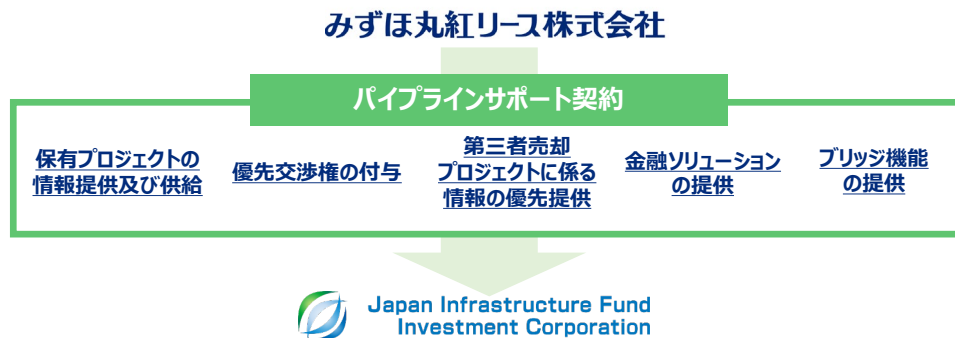 みずほ丸紅リース株式会社
パイプラインサポート契約
保有プロジェクトの
情報提供及び供給
優先交渉権の付与
第三者売却
プロジェクトに係る
情報の優先提供
金融ソリューション
の提供
ブリッジ機能
の提供
Japan Infrastructure Fund
Investment Corporation